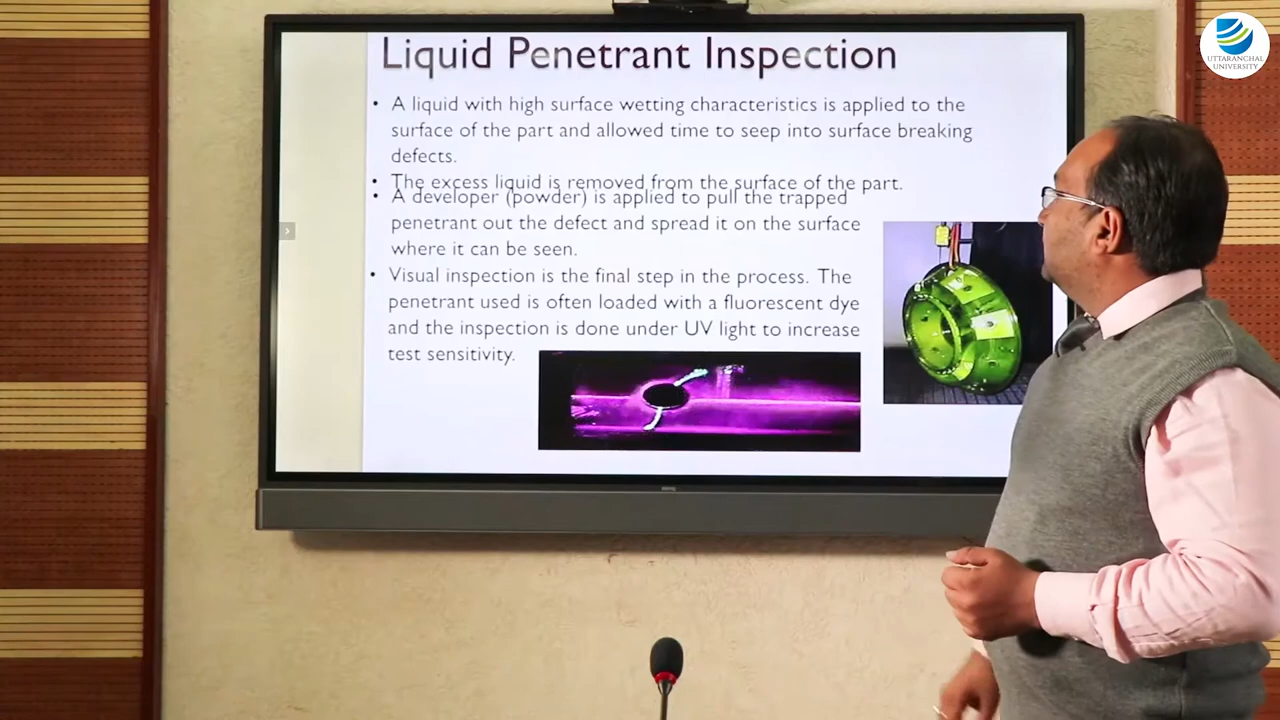 Liquid Penetrant Inspection
• A liquid with high surface wetting characteristics is applied to the
surface of the part and allowed time to seep into surface breaking
defects.
• The excess liquid is removed from the surface of the part.
• A developer (powder) is applied to pull the trapped
penetrant out the defect and spread it on the surface
where it can be seen.
• Visual inspection is the final step in the process. The
penetrant used is often loaded with a fluorescent dye
and the inspection is done under UV light to increase
test sensitivity.
UTTARANCHAL
UNIVERSITY